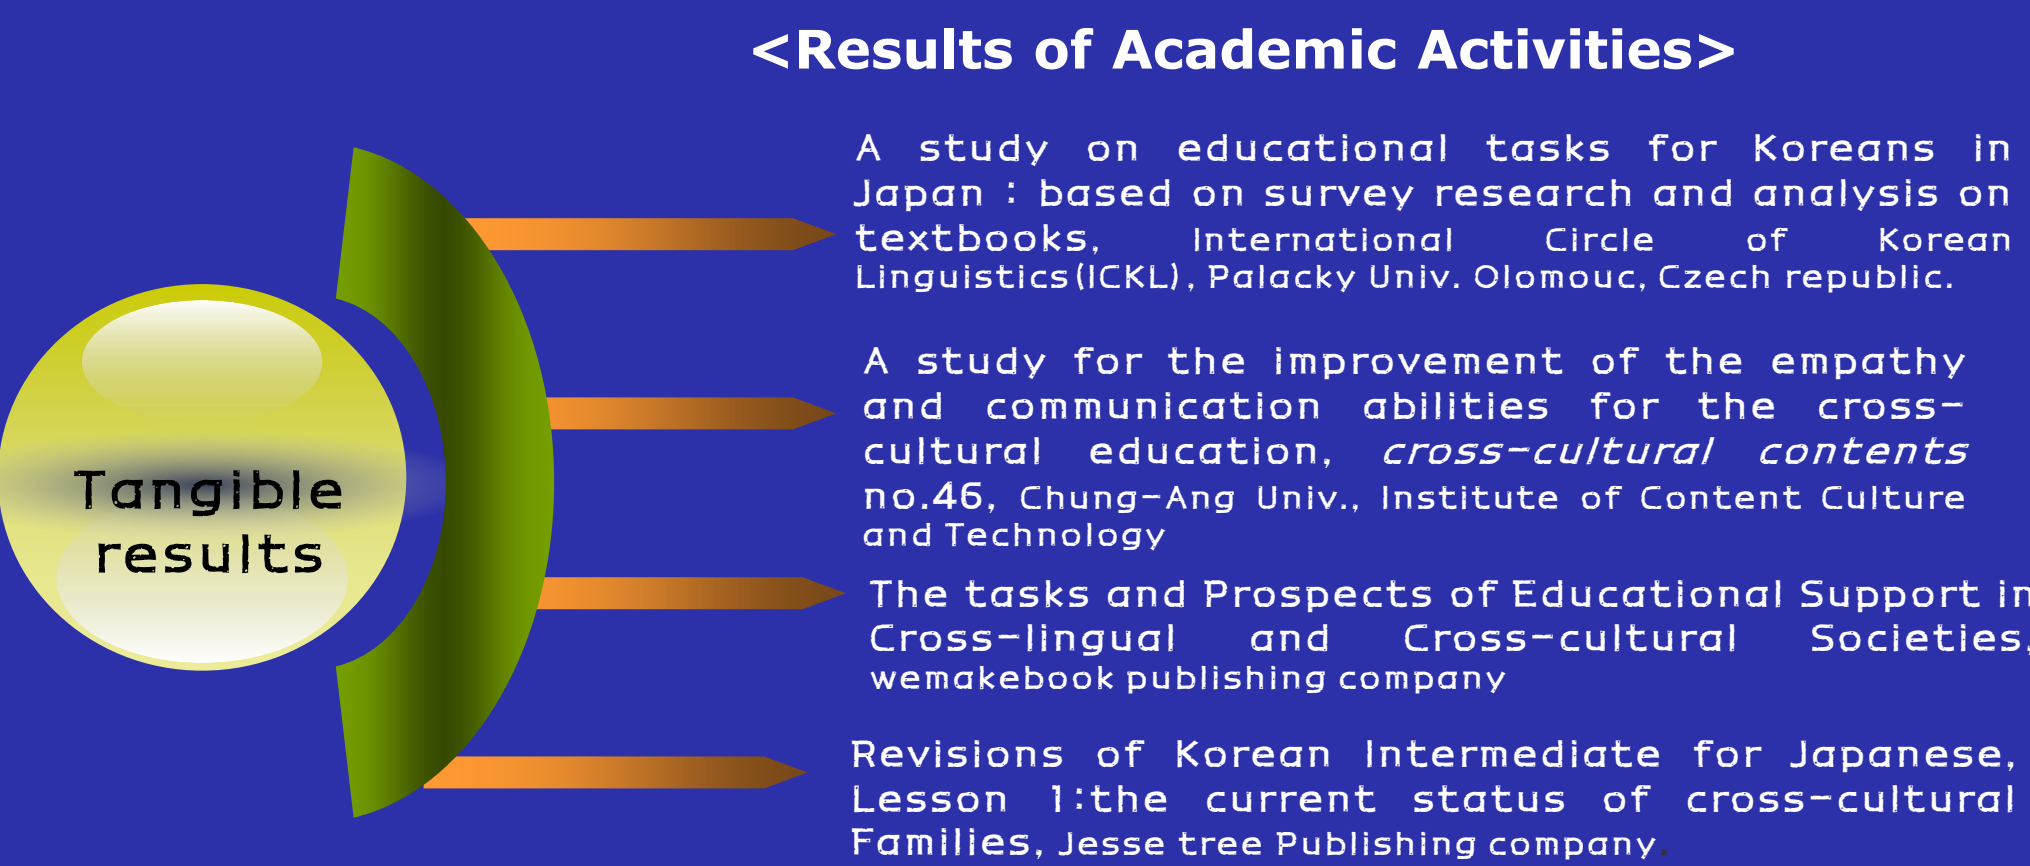 <Results of Academic Activities>
A study on educational tasks for Koreans in
Japan : based on survey research and analysis on
textbooks, International Circle of Korean
Linguistics(ICKL), Palacky Univ. Olomouc, Czech republic.
A study for the improvement of the empathy
and communication abilities for the cross-
cultural education, cross-cultural contents
no.46, Chung-Ang Univ., Institute of Content Culture
and Technology
Tangible
results
The tasks and Prospects of Educational Support in
Cross-lingual and Cross-cultural Societies,
wemakebook publishing company
Revisions of Korean Intermediate for Japanese,
Lesson 1:the current status of cross-cultural
Families, Jesse tree Publishing company.